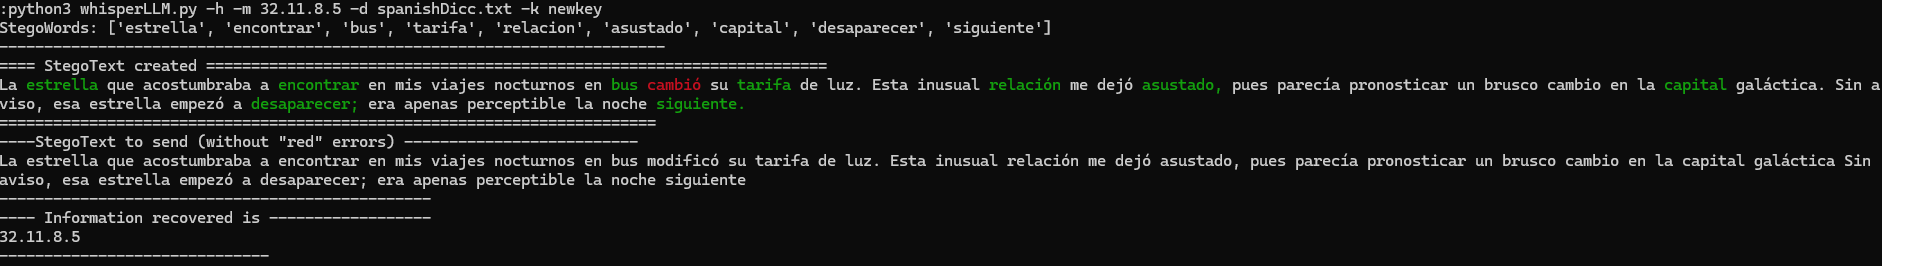 :python3 whisperLLM.py -h -m 32.11.8.5 -d spanishDicc.txt -k newkey
StegoWords: ['estrella', 'encontrar', 'bus', 'tarifa', 'relacion', 'asustado', 'capital', 'desaparecer', 'siguiente']
--------------------------------------------------------------------------
==== StegoText created =====================================================================
La estrella que acostumbraba a encontrar en mis viajes nocturnos en bus cambió su tarifa de luz. Esta inusual relación me dejó asustado, pues parecía pronosticar un brusco cambio en la capital galáctica. Sin a
viso, esa estrella empezó a desaparecer; era apenas perceptible la noche siguiente.
=========================================================================
----StegoText to send (without "red" errors) --------------------------
La estrella que acostumbraba a encontrar en mis viajes nocturnos en bus modificó su tarifa de luz. Esta inusual relación me dejó asustado, pues parecía pronosticar un brusco cambio en la capital galáctica Sin
aviso, esa estrella empezó a desaparecer; era apenas perceptible la noche siguiente
------------------------------------------------
---- Information recovered is ------------------
32.11.8.5
------------------------------